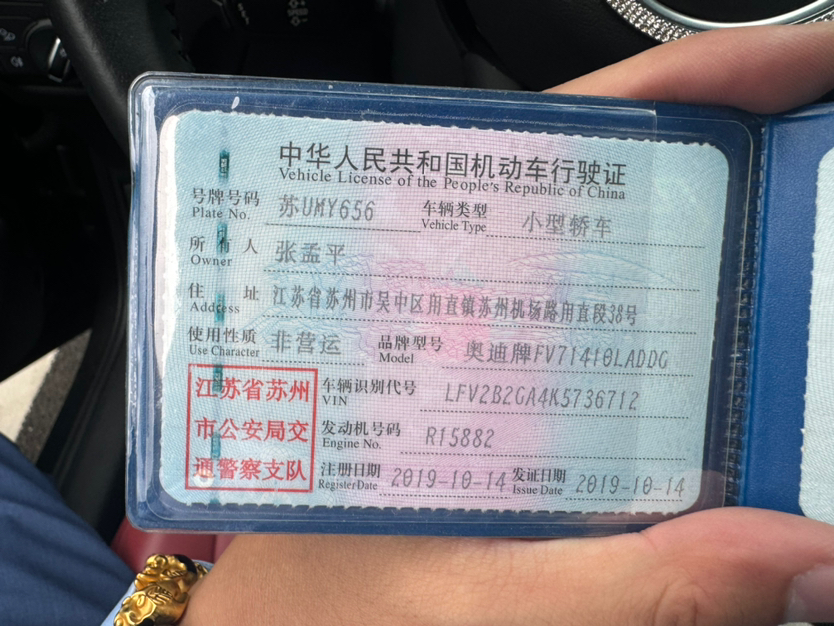 中华人民共和国机动车行驶证
Vehicle License of the People's Republic of China
号牌号码 苏UMY656 车辆类型 小型轿车
Plate No. Vehicle Type
所有人 张孟平
Owner
住址 江苏省苏州市吴中区甪直镇苏州机场路甪直段38号
Address
使用性质 非营运 品牌型号 奥迪牌FV7141BLADDG
Use Character Model
江苏省苏州 车辆识别代号 LFV2B2GA4K5736712
VIN
市公安局交 发动机号码 R15882
Engine No.
通警察支队 注册日期 2019-10-14 发证日期 2019-10-14
Register Date Issue Date